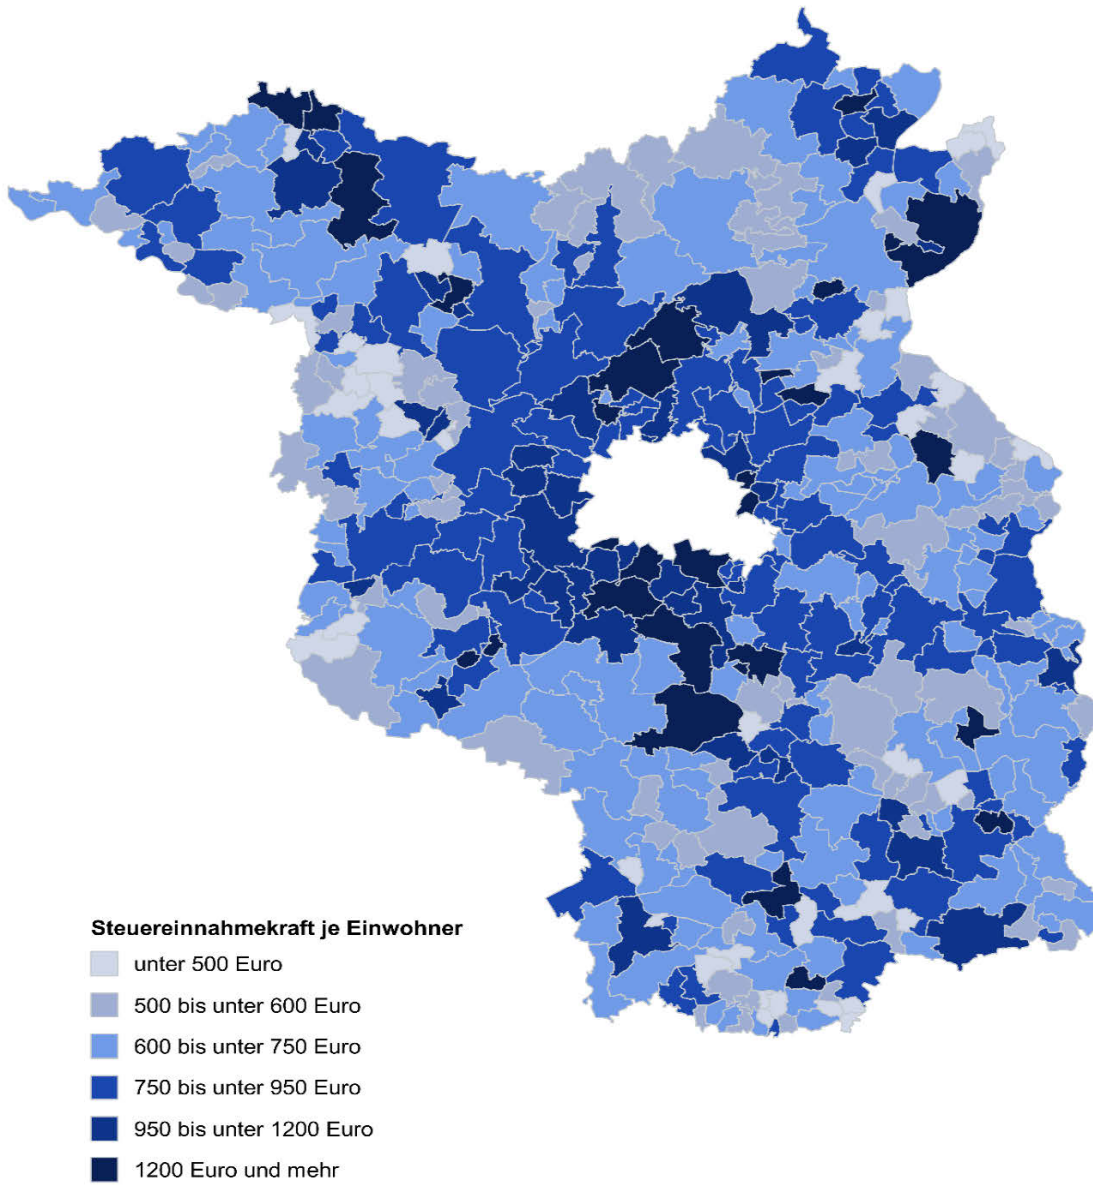 Steuereinnahmekraft je Einwohner
unter 500 Euro
500 bis unter 600 Euro
600 bis unter 750 Euro
750 bis unter 950 Euro
950 bis unter 1200 Euro
1200 Euro und mehr